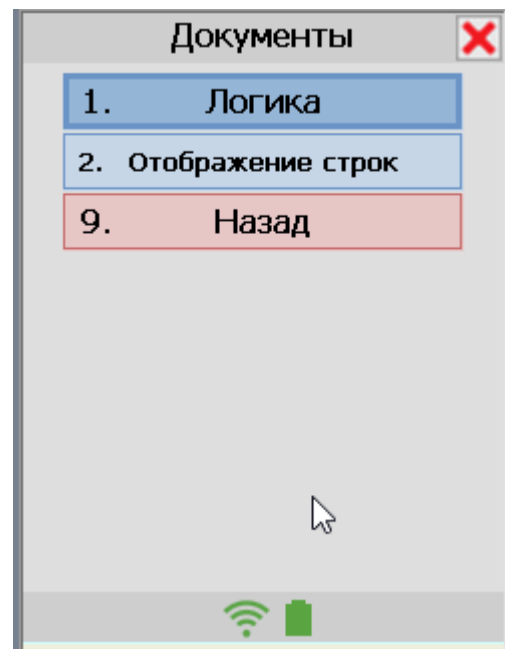 Документы
1. Логика
2. Отображение строк
9. Назад